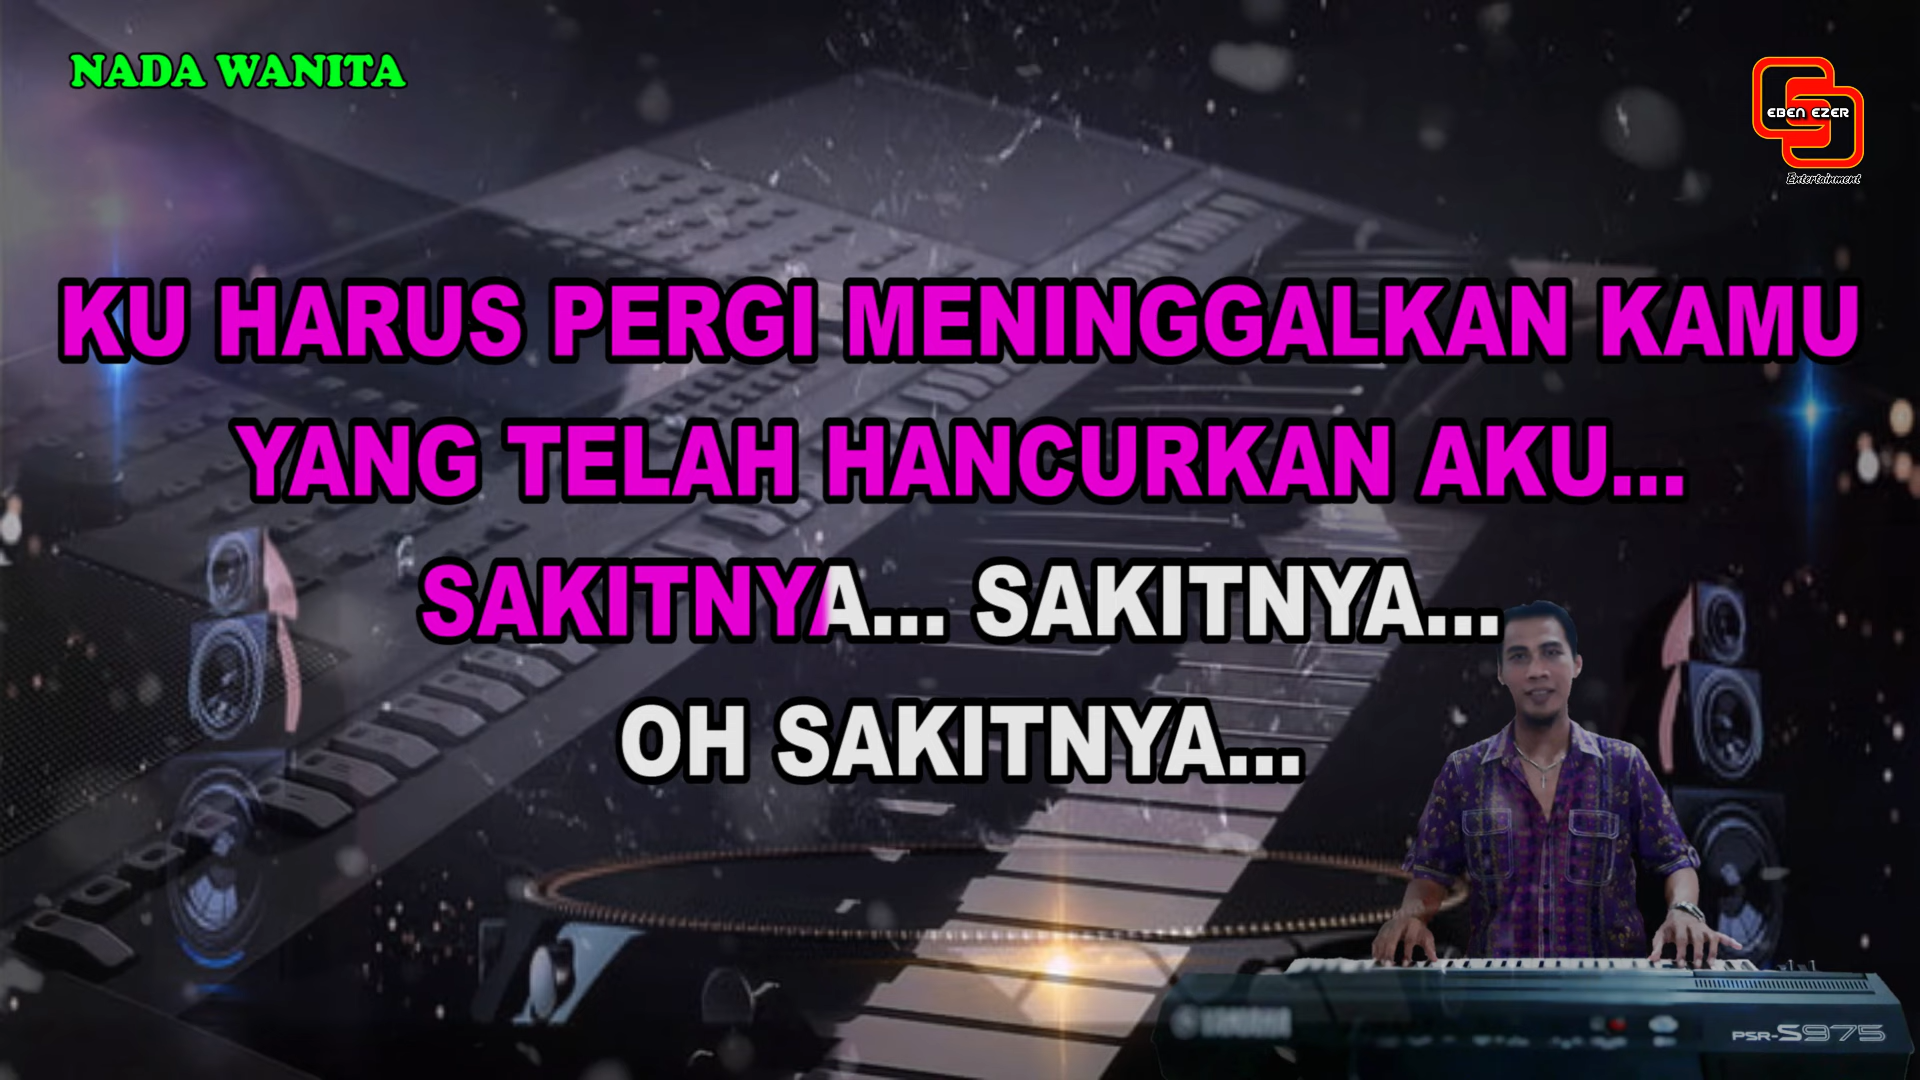 NADA WANITA
EBEN EZER
Entertainment
KU HARUS PERGI MENINGGALKAN KAMU
YANG TELAH HANCURKAN AKU...
SAKITNYA... SAKITNYA...
OH SAKITNYA...
YAMAHA
PSR-S975